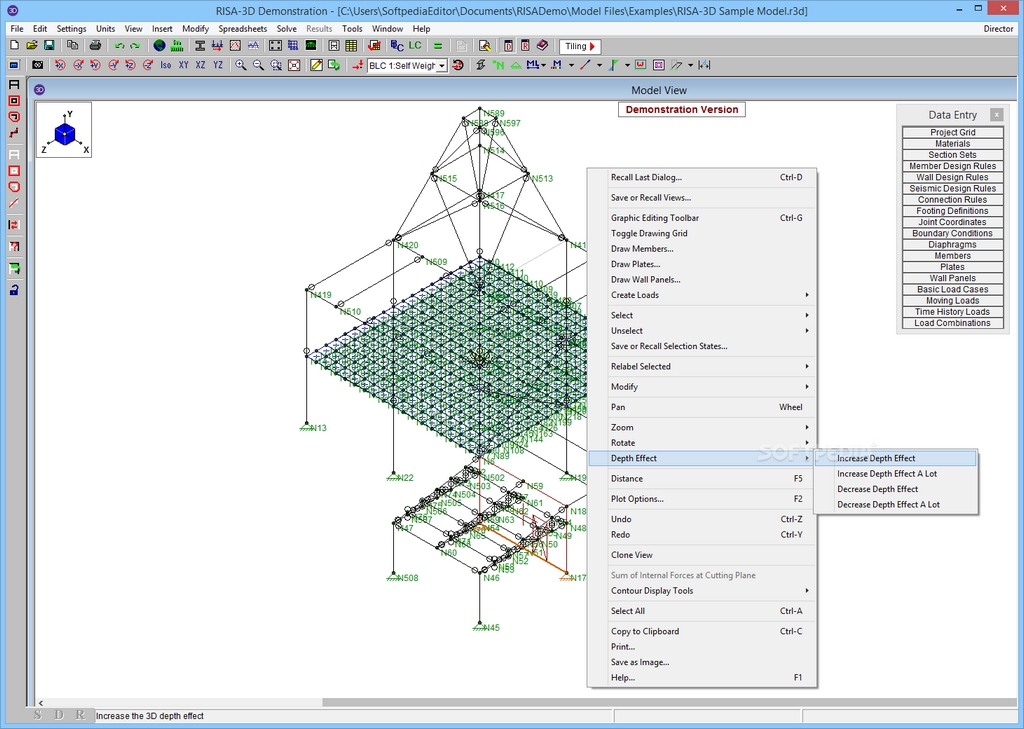 RISA-3D Demonstration - [C:\Users\SoftpediaEditor\Documents\RISADemo\Model Files\Examples\RISA-3D Sample Model.r3d]
File Edit Settings Units View Insert Modify Spreadsheets Solve Results Tools Window Help Director
LC Tiling
Iso XY XZ YZ BLC 1:Self Weigh
Model View
Demonstration Version
Y
Z X
N589
N597
N596
N514
N515
N513
N417
N516
N420
N509
N419
N510
N13
N22
N89
N502
N503
N504
N505
N506
N59
N61
N63
N18
N48
N47
N49
N50
N60
N52
N46
N508
N17
N45
Data Entry
Project Grid
Materials
Section Sets
Member Design Rules
Wall Design Rules
Seismic Design Rules
Connection Rules
Footing Definitions
Joint Coordinates
Boundary Conditions
Diaphragms
Members
Plates
Wall Panels
Basic Load Cases
Moving Loads
Time History Loads
Load Combinations
Recall Last Dialog... Ctrl-D
Save or Recall Views...
Graphic Editing Toolbar Ctrl-G
Toggle Drawing Grid
Draw Members...
Draw Plates...
Draw Wall Panels...
Create Loads
Select
Unselect
Save or Recall Selection States...
Relabel Selected
Modify
Pan Wheel
Zoom
Rotate
Depth Effect
Distance F5
Plot Options... F2
Undo Ctrl-Z
Redo Ctrl-Y
Clone View
Sum of Internal Forces at Cutting Plane
Contour Display Tools
Select All Ctrl-A
Copy to Clipboard Ctrl-C
Print...
Save as Image...
Help... F1
SOFTPEDIA
Increase Depth Effect
Increase Depth Effect A Lot
Decrease Depth Effect
Decrease Depth Effect A Lot
S D R Increase the 3D depth effect